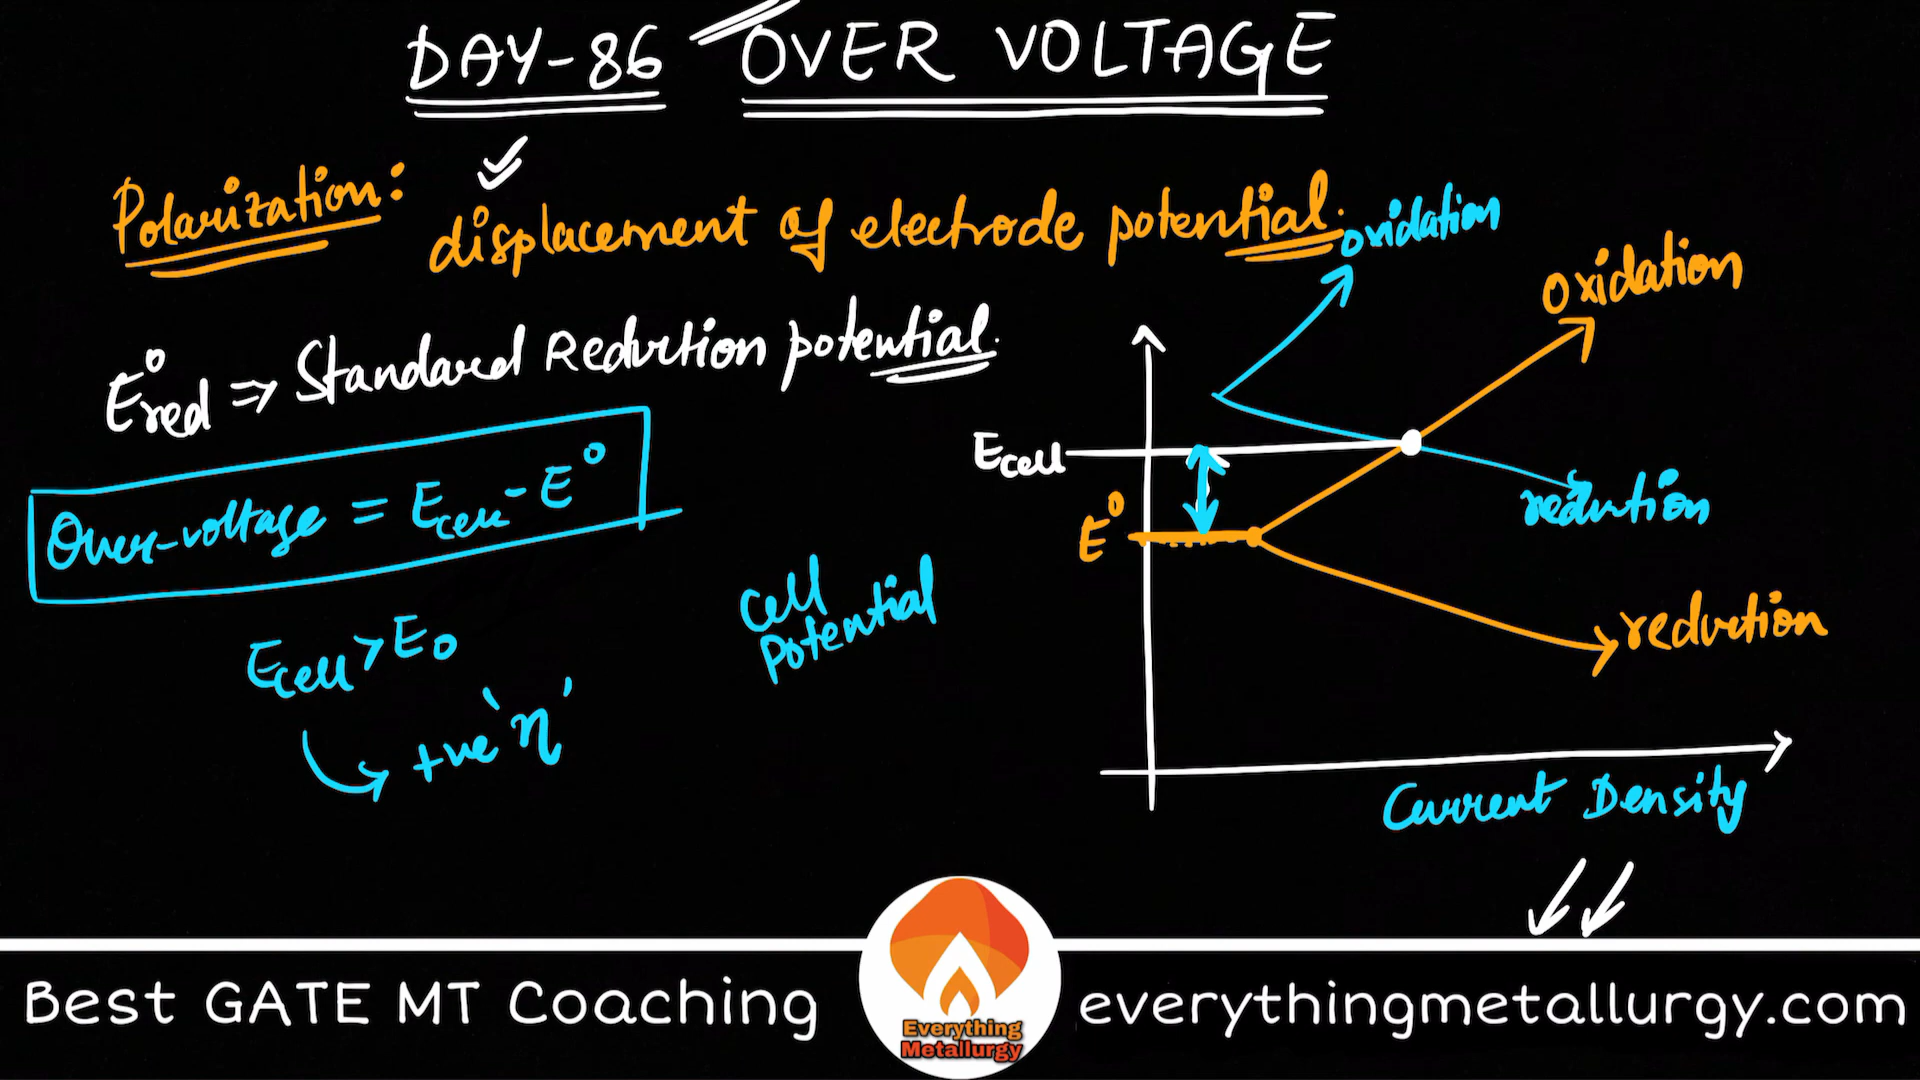 DAY-86 OVER VOLTAGE
Polarization: displacement of electrode potential.
E°red ⇒ Standard Reduction potential.
Over-voltage = Ecell - E°
Ecell > E0
+ve 'η'
Cell
Potential
oxidation
oxidation
Ecell
E°
reduction
reduction
Current Density
Best GATE MT Coaching
Everything
Metallurgy
everythingmetallurgy.com